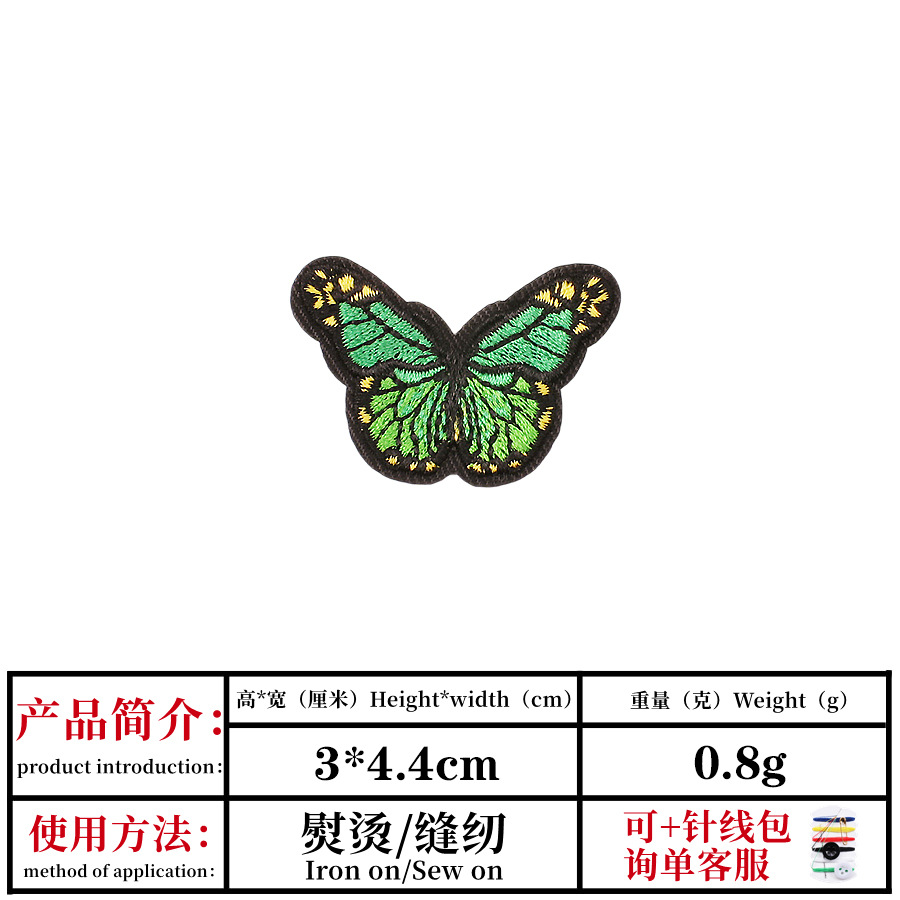 产品简介：
product introduction：
高*宽（厘米）Height*width（cm）
重量（克）Weight（g）
3*4.4cm
0.8g
使用方法：
method of application：
熨烫/缝纫
Iron on/Sew on
可+针线包
询单客服